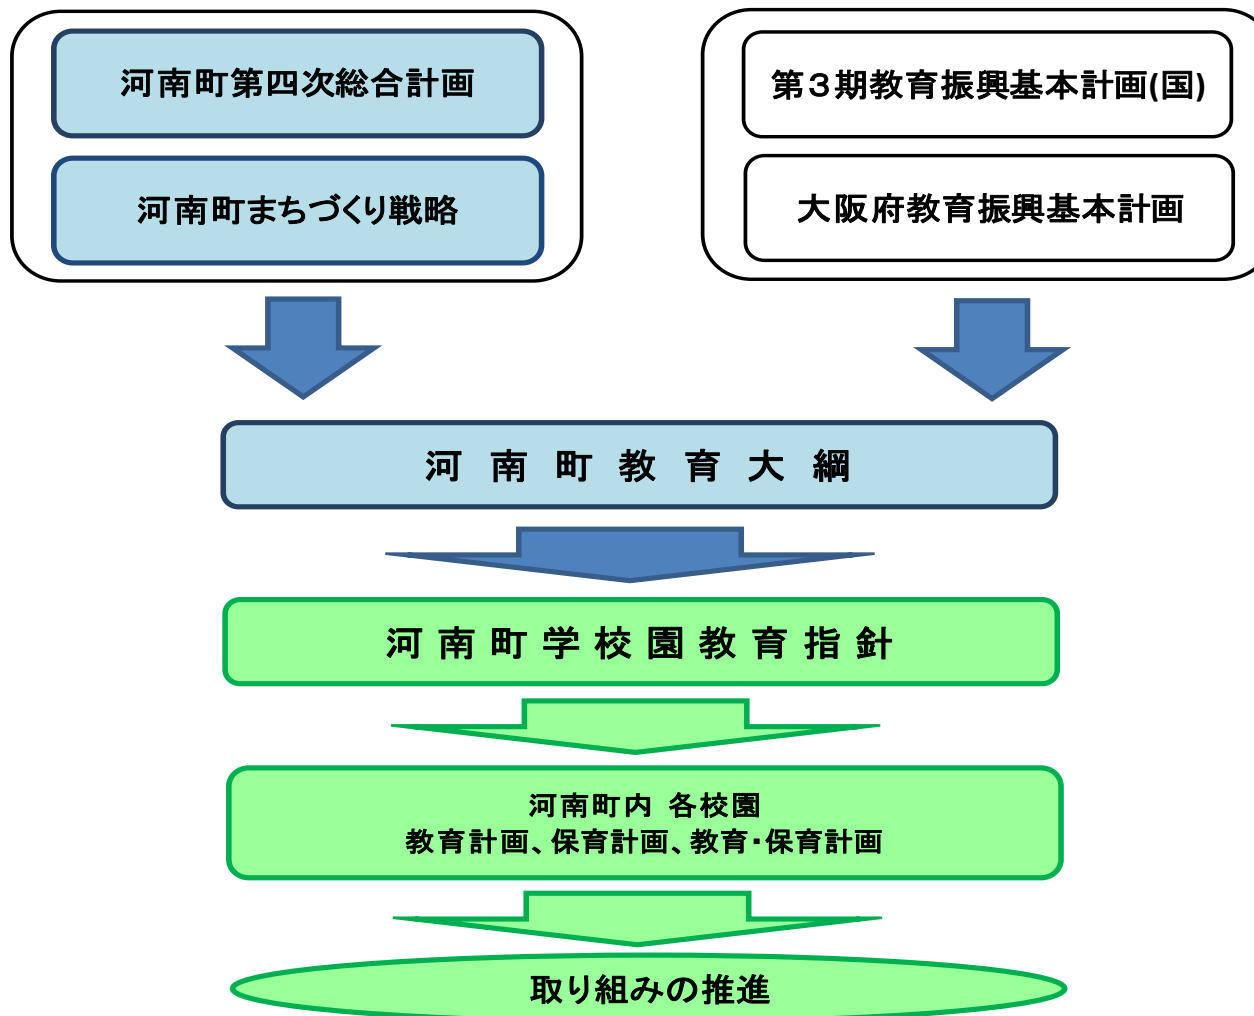 河南町第四次総合計画
河南町まちづくり戦略
第３期教育振興基本計画(国)
大阪府教育振興基本計画
河南町教育大綱
河南町学校園教育指針
河南町内 各校園
教育計画、保育計画、教育・保育計画
取り組みの推進